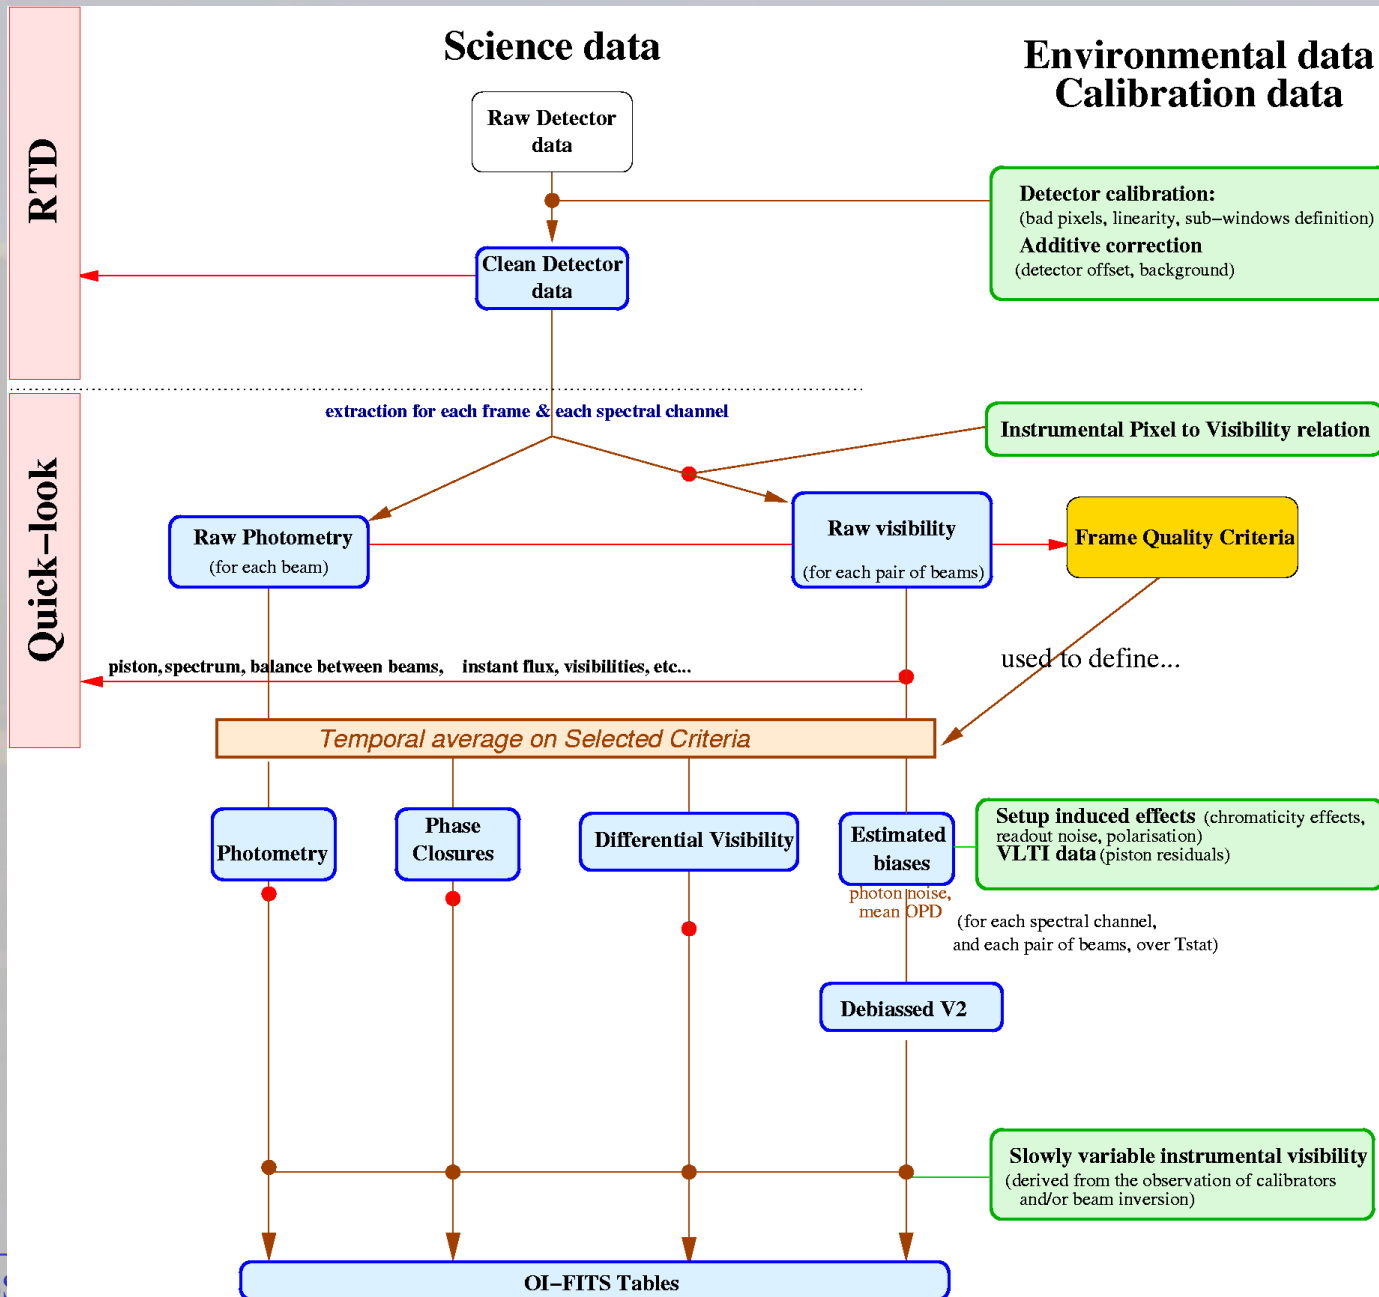 Science data
Environmental data
Calibration data
RTD
Raw Detector
data
Detector calibration:
(bad pixels, linearity, sub−windows definition)
Additive correction
(detector offset, background)
Clean Detector
data
extraction for each frame & each spectral channel
Instrumental Pixel to Visibility relation
Quick−look
Raw Photometry
(for each beam)
Raw visibility
(for each pair of beams)
Frame Quality Criteria
used to define...
piston, spectrum, balance between beams, instant flux, visibilities, etc...
Temporal average on Selected Criteria
Photometry
Phase
Closures
Differential Visibility
Estimated
biases
photon noise,
mean OPD
Setup induced effects (chromaticity effects,
readout noise, polarisation)
VLTI data (piston residuals)
(for each spectral channel,
and each pair of beams, over Tstat)
Debiassed V2
Slowly variable instrumental visibility
(derived from the observation of calibrators
and/or beam inversion)
OI−FITS Tables